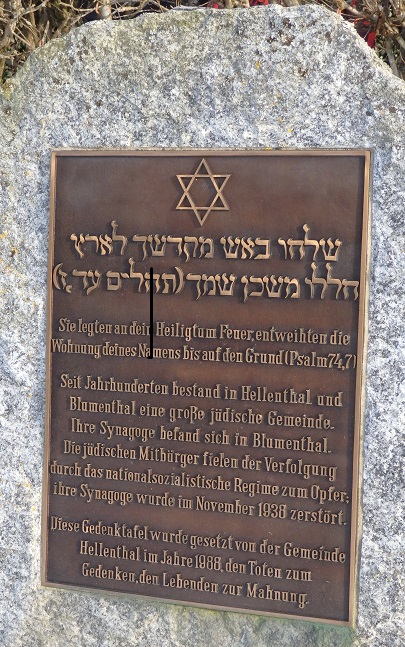 שלחו באש מקדשך לארץ
חללו משכן שמך (תהלים עד, ז)
Sie legten an dein Heiligtum Feuer, entweihten die
Wohnung deines Namens bis auf den Grund (Psalm 74,7)
Seit Jahrhunderten bestand in Hellenthal und
Blumenthal eine große jüdische Gemeinde.
Ihre Synagoge befand sich in Blumenthal.
Die jüdischen Mitbürger fielen der Verfolgung
durch das nationalsozialistische Regime zum Opfer;
ihre Synagoge wurde im November 1938 zerstört.
Diese Gedenktafel wurde gesetzt von der Gemeinde
Hellenthal im Jahre 1988, den Toten zum
Gedenken, den Lebenden zur Mahnung.